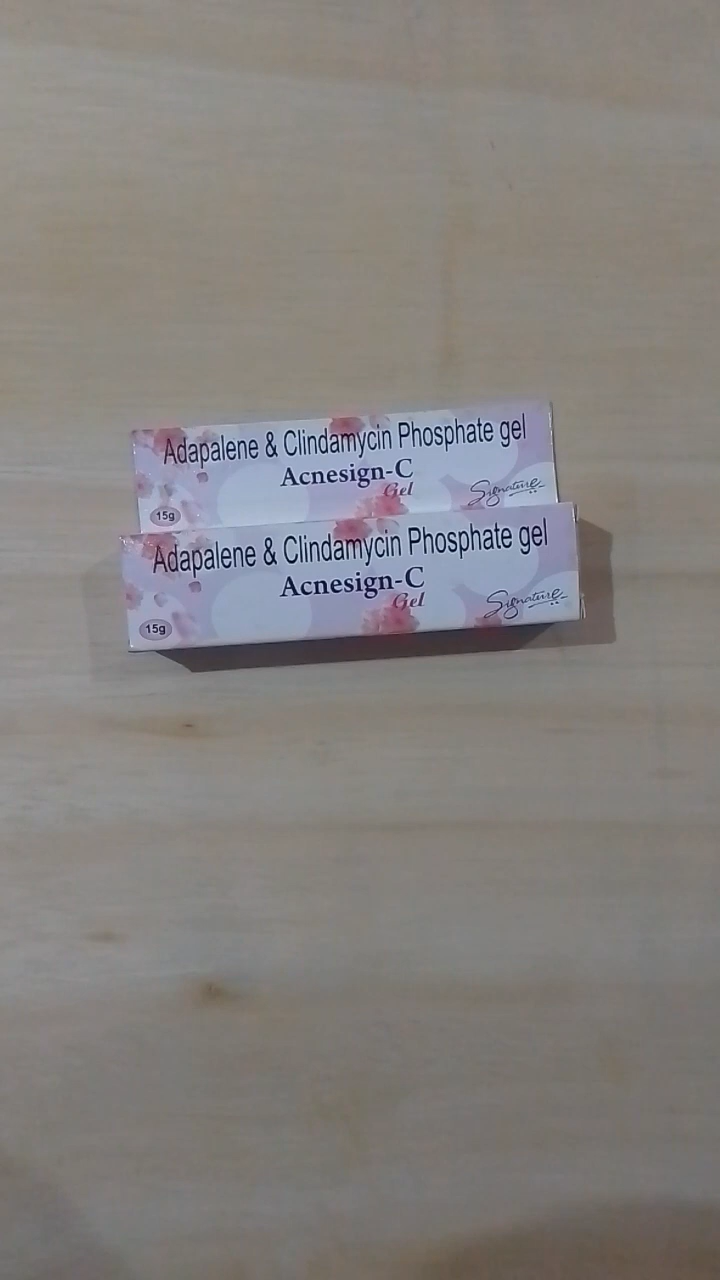 Adapalene & Clindamycin Phosphate gel
Acnesign-C
Gel
Signature
15g
Adapalene & Clindamycin Phosphate gel
Acnesign-C
Gel
Signature
15g